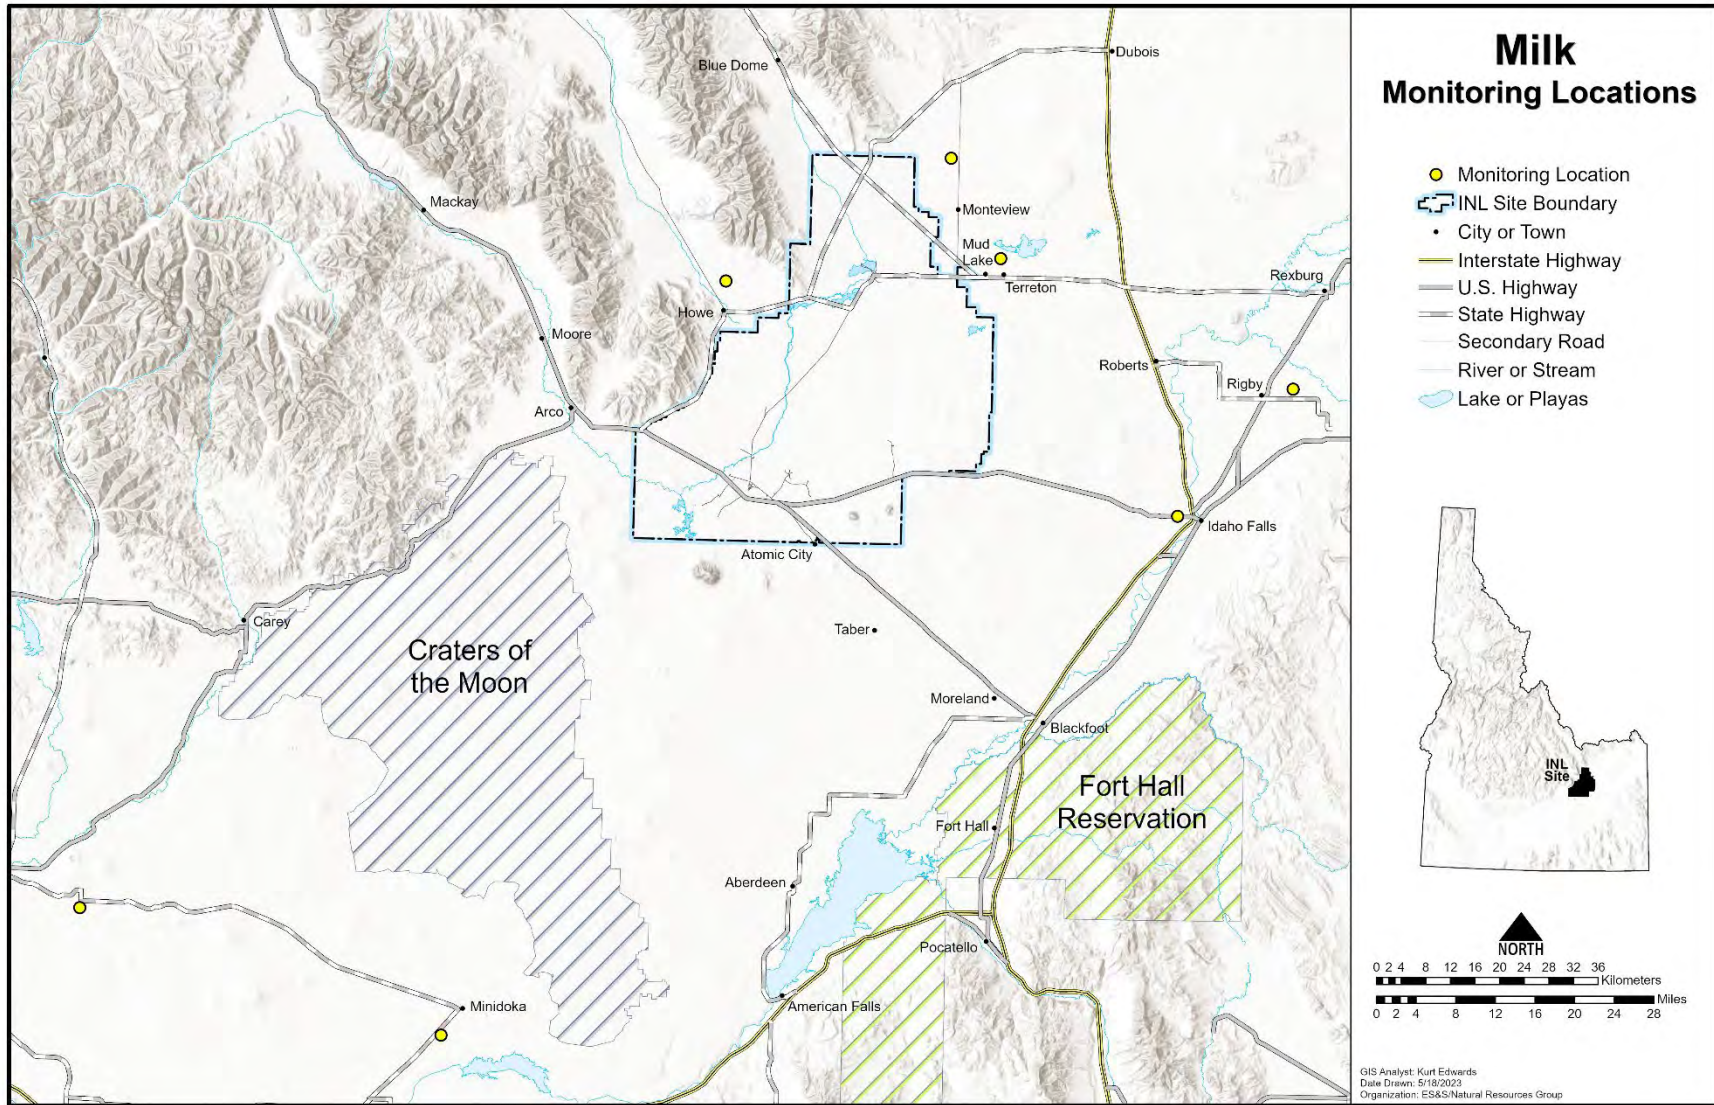 Milk
Monitoring Locations
Monitoring Location
INL Site Boundary
City or Town
Interstate Highway
U.S. Highway
State Highway
Secondary Road
River or Stream
Lake or Playas
INL
Site
NORTH
0 2 4 8 12 16 20 24 28 32 36
Kilometers
Miles
0 2 4 8 12 16 20 24 28
GIS Analyst: Kurt Edwards
Date Drawn: 5/18/2023
Organization: ES&S/Natural Resources Group
Dubois
Blue Dome
Mackay
Monteview
Mud
Lake
Terreton
Rexburg
Howe
Moore
Roberts
Rigby
Arco
Idaho Falls
Atomic City
Carey
Taber
Craters of
the Moon
Moreland
Blackfoot
Fort Hall
Reservation
Fort Hall
Aberdeen
Pocatello
American Falls
Minidoka